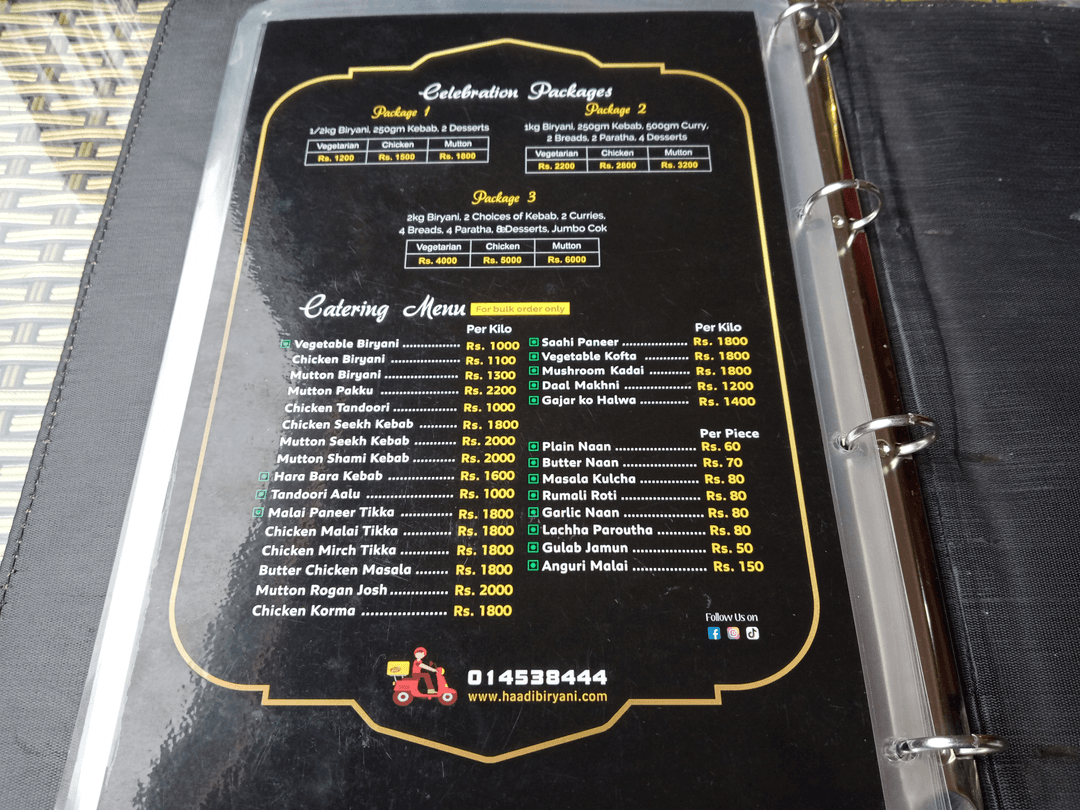 Celebration Packages
Package 1
1/2kg Biryani, 250gm Kebab, 2 Desserts
Vegetarian Chicken Mutton
Rs. 1200 Rs. 1500 Rs. 1800
Package 2
1kg Biryani, 250gm Kebab, 500gm Curry,
2 Breads, 2 Paratha, 4 Desserts
Vegetarian Chicken Mutton
Rs. 2200 Rs. 2800 Rs. 3200
Package 3
2kg Biryani, 2 Choices of Kebab, 2 Curries,
4 Breads, 4 Paratha, 8 Desserts, Jumbo Cok
Vegetarian Chicken Mutton
Rs. 4000 Rs. 5000 Rs. 6000
Catering Menu For bulk order only
Per Kilo
Vegetable Biryani ............... Rs. 1000
Chicken Biryani .................. Rs. 1100
Mutton Biryani .................... Rs. 1300
Mutton Pakku ..................... Rs. 2200
Chicken Tandoori ................ Rs. 1000
Chicken Seekh Kebab .......... Rs. 1800
Mutton Seekh Kebab ........... Rs. 2000
Mutton Shami Kebab ........... Rs. 2000
Hara Bara Kebab ................. Rs. 1600
Tandoori Aalu ...................... Rs. 1000
Malai Paneer Tikka ............. Rs. 1800
Chicken Malai Tikka ............ Rs. 1800
Chicken Mirch Tikka ............ Rs. 1800
Butter Chicken Masala ........ Rs. 1800
Mutton Rogan Josh .............. Rs. 2000
Chicken Korma .................... Rs. 1800
Per Kilo
Saahi Paneer ................... Rs. 1800
Vegetable Kofta ............. Rs. 1800
Mushroom Kadai ............ Rs. 1800
Daal Makhni .................... Rs. 1200
Gajar ko Halwa ................ Rs. 1400
Per Piece
Plain Naan ..................... Rs. 60
Butter Naan ................... Rs. 70
Masala Kulcha ............... Rs. 80
Rumali Roti .................... Rs. 80
Garlic Naan .................... Rs. 80
Lachha Paroutha ............ Rs. 80
Gulab Jamun .................. Rs. 50
Anguri Malai .................. Rs. 150
Follow Us on
014538444
www.haadibiryani.com